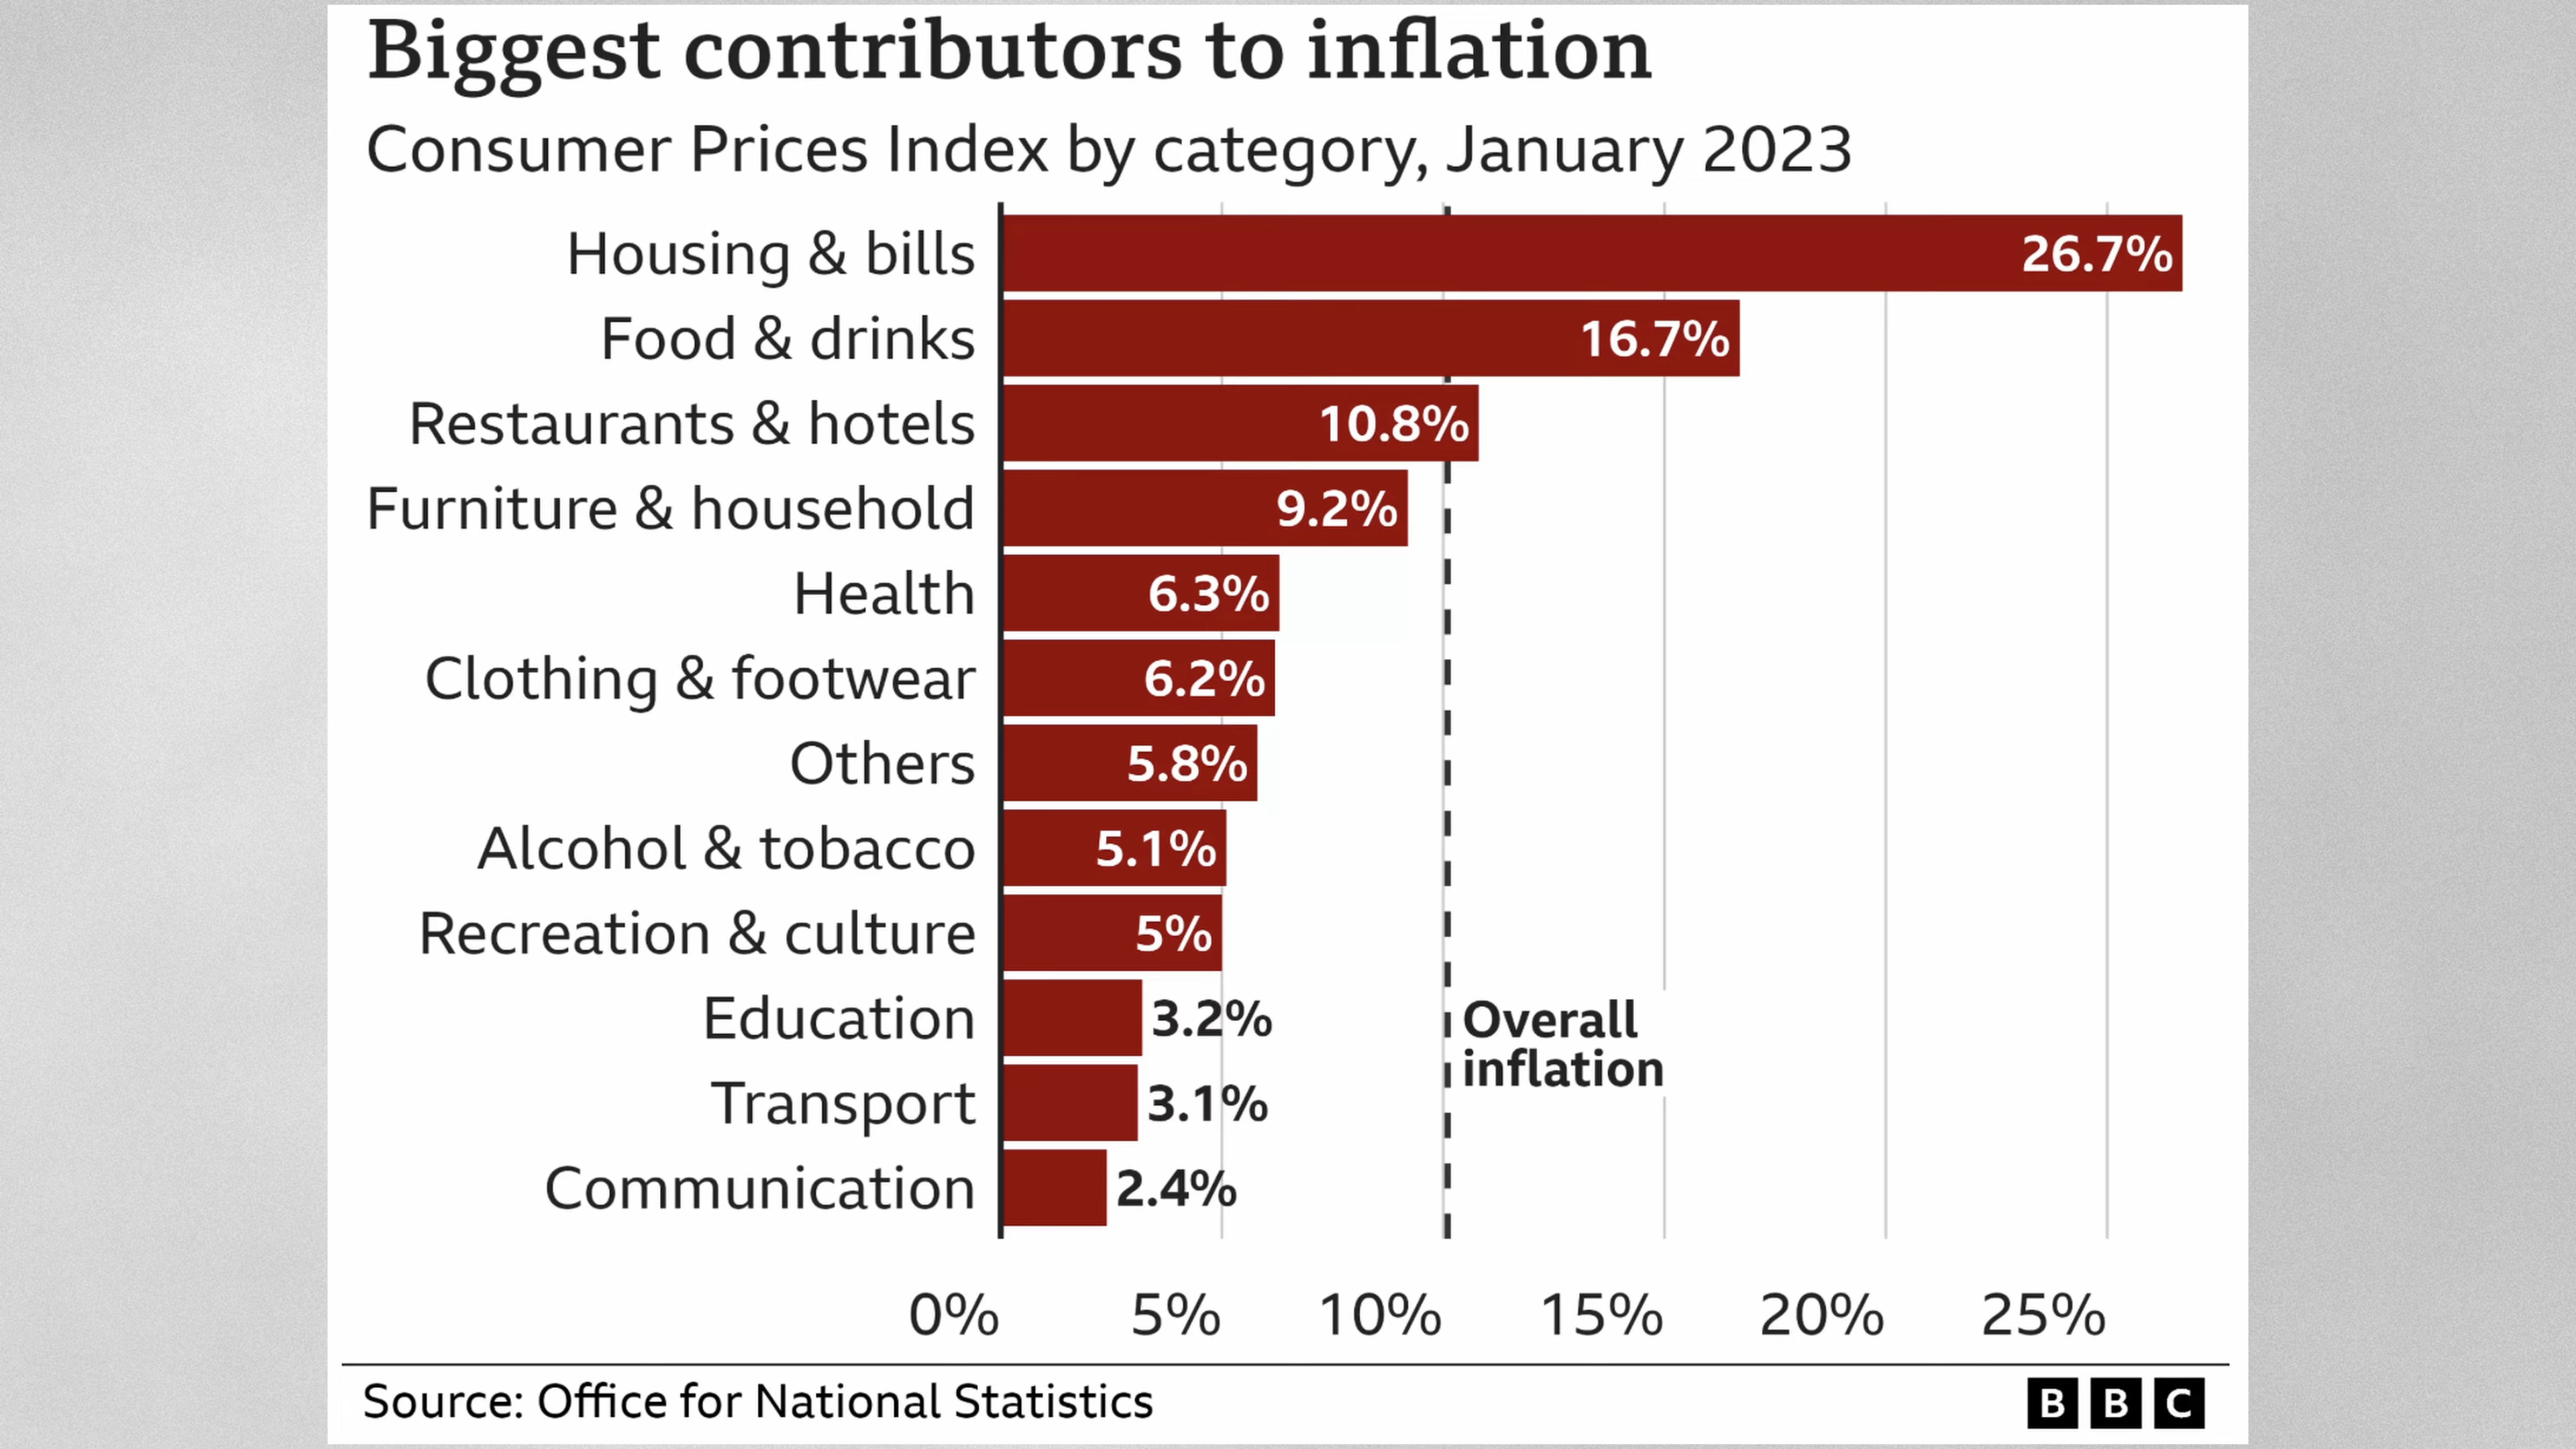 Biggest contributors to inflation
Consumer Prices Index by category, January 2023
Housing & bills 26.7%
Food & drinks 16.7%
Restaurants & hotels 10.8%
Furniture & household 9.2%
Health 6.3%
Clothing & footwear 6.2%
Others 5.8%
Alcohol & tobacco 5.1%
Recreation & culture 5%
Education 3.2%
Overall
inflation
Transport 3.1%
Communication 2.4%
0% 5% 10% 15% 20% 25%
Source: Office for National Statistics
BBC